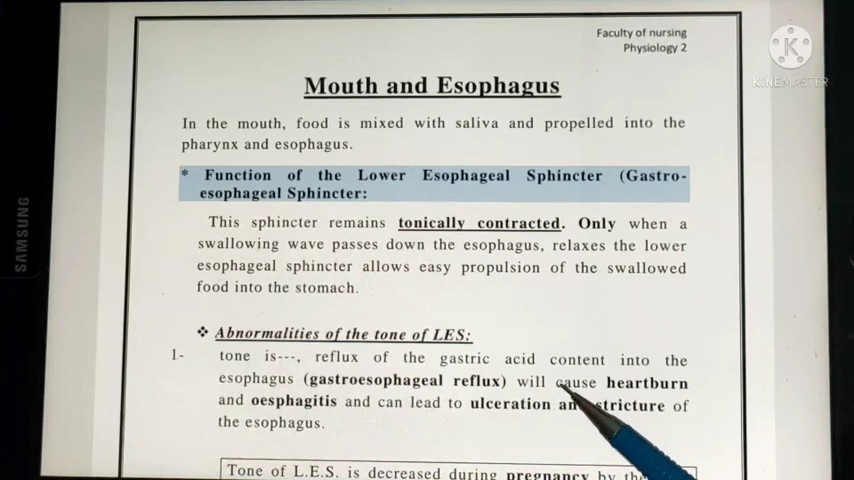 Faculty of nursing
Physiology 2
KINEMASTER
Mouth and Esophagus
In the mouth, food is mixed with saliva and propelled into the
pharynx and esophagus.
* Function of the Lower Esophageal Sphincter (Gastro-
esophageal Sphincter:
This sphincter remains tonically contracted. Only when a
swallowing wave passes down the esophagus, relaxes the lower
esophageal sphincter allows easy propulsion of the swallowed
food into the stomach.
❖ Abnormalities of the tone of LES:
1- tone is---, reflux of the gastric acid content into the
esophagus (gastroesophageal reflux) will cause heartburn
and oesphagitis and can lead to ulceration and stricture of
the esophagus.
Tone of L.E.S. is decreased during pregnancy by the
SAMSUNG